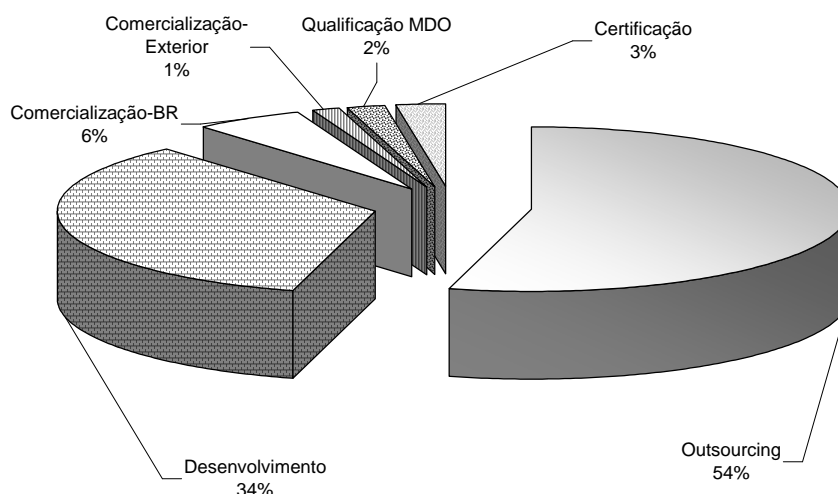 Comercialização-
Exterior
1%
Qualificação MDO
2%
Certificação
3%
Comercialização-BR
6%
Desenvolvimento
34%
Outsourcing
54%